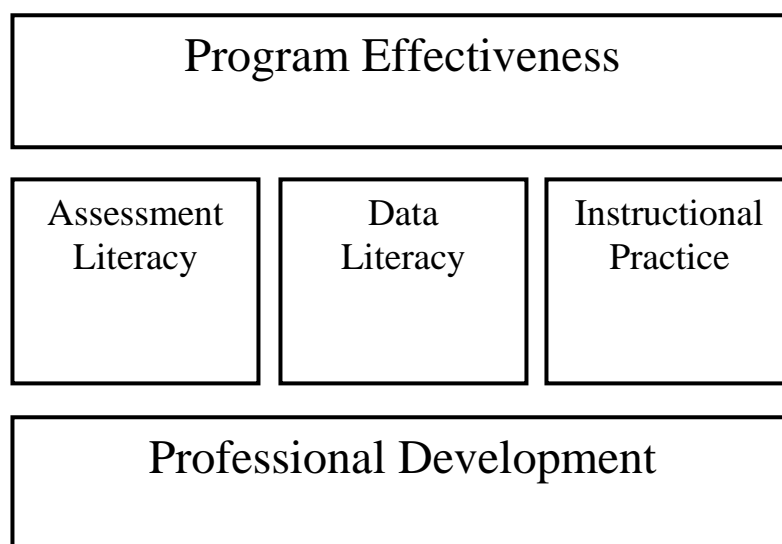 Program Effectiveness
Assessment
Literacy
Data
Literacy
Instructional
Practice
Professional Development